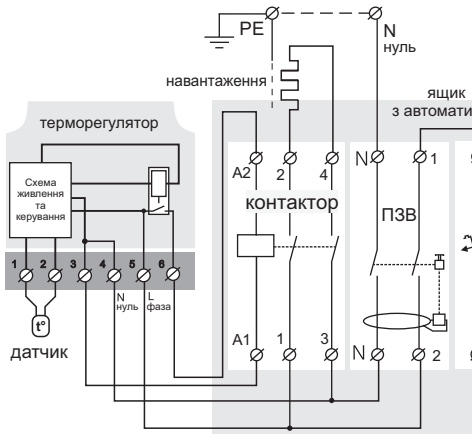 PE
N
нуль
навантаження
ящик
з автомати
терморегулятор
A2
2
4
N
1
Схема
живлення
та
керування
контактор
ПЗВ
1
2
3
4
5
6
N
нуль
L
фаза
t°
датчик
A1
1
3
N
2